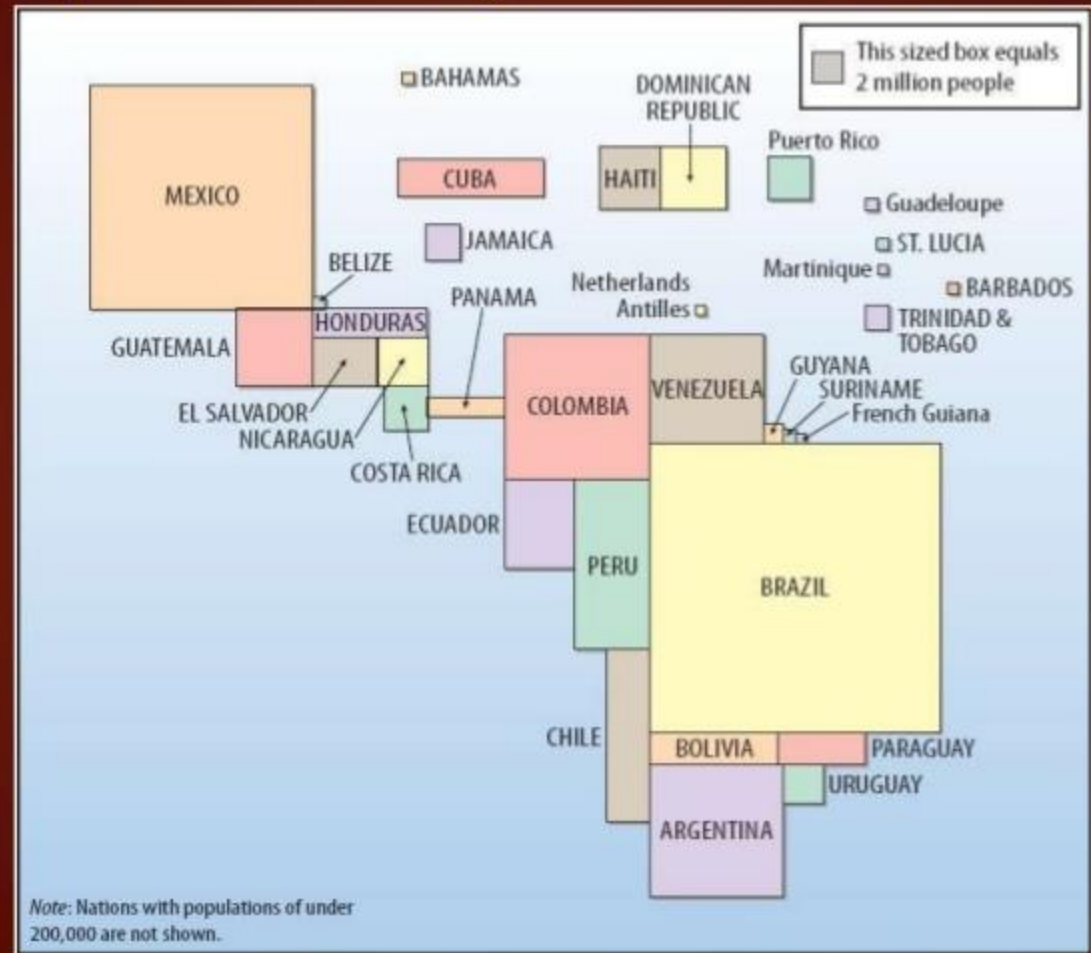 This sized box equals
2 million people
BAHAMAS
DOMINICAN
REPUBLIC
Puerto Rico
MEXICO
CUBA
HAITI
Guadeloupe
JAMAICA
ST. LUCIA
BELIZE
Martinique
PANAMA
Netherlands
Antilles
BARBADOS
HONDURAS
TRINIDAD &
TOBAGO
GUATEMALA
GUYANA
SURINAME
VENEZUELA
French Guiana
COLOMBIA
EL SALVADOR
NICARAGUA
COSTA RICA
ECUADOR
PERU
BRAZIL
CHILE
BOLIVIA
PARAGUAY
URUGUAY
ARGENTINA
Note: Nations with populations of under
200,000 are not shown.